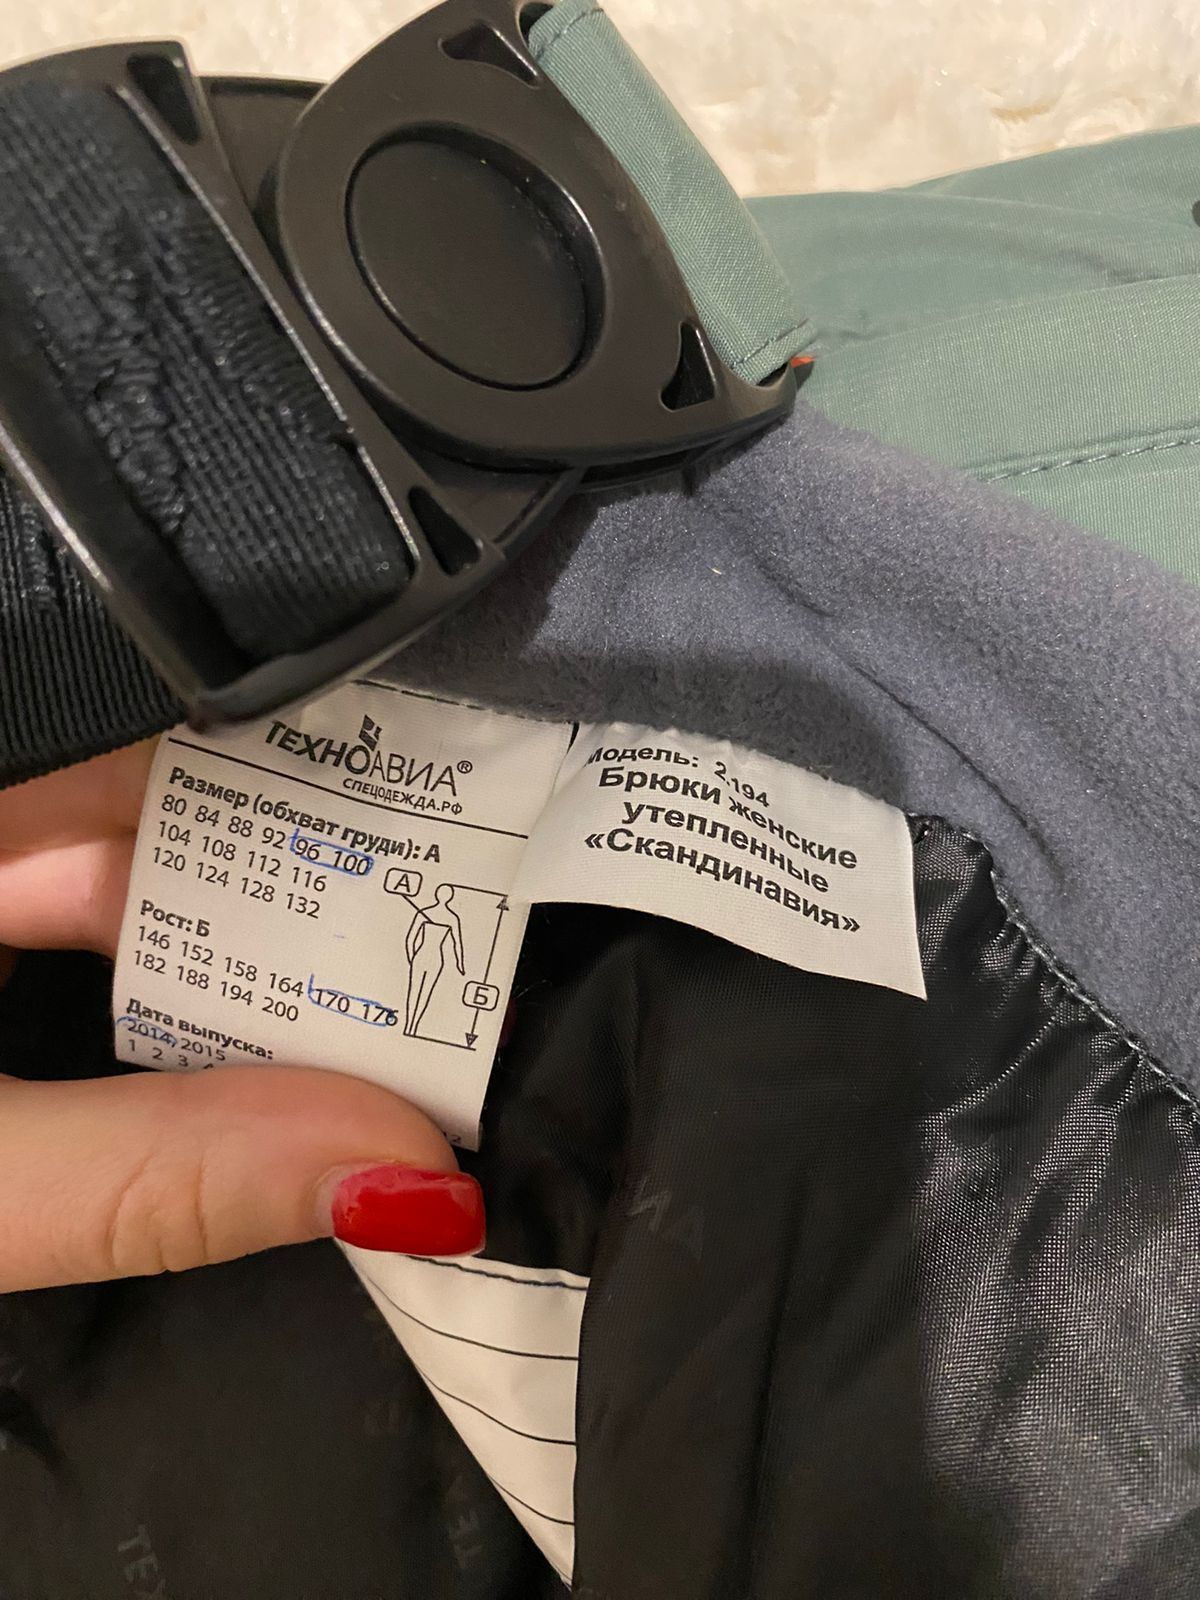 ТЕХНОАВИА®
СПЕЦОДЕЖДА.РФ
Размер (обхват груди): А
80 84 88 92 96 100
104 108 112 116
120 124 128 132
А
Рост: Б
146 152 158 164 170 176
182 188 194 200
Б
Дата выпуска:
2014, 2015
1 2 3
12
Модель: 2.194
Брюки женские
утепленные
«Скандинавия»